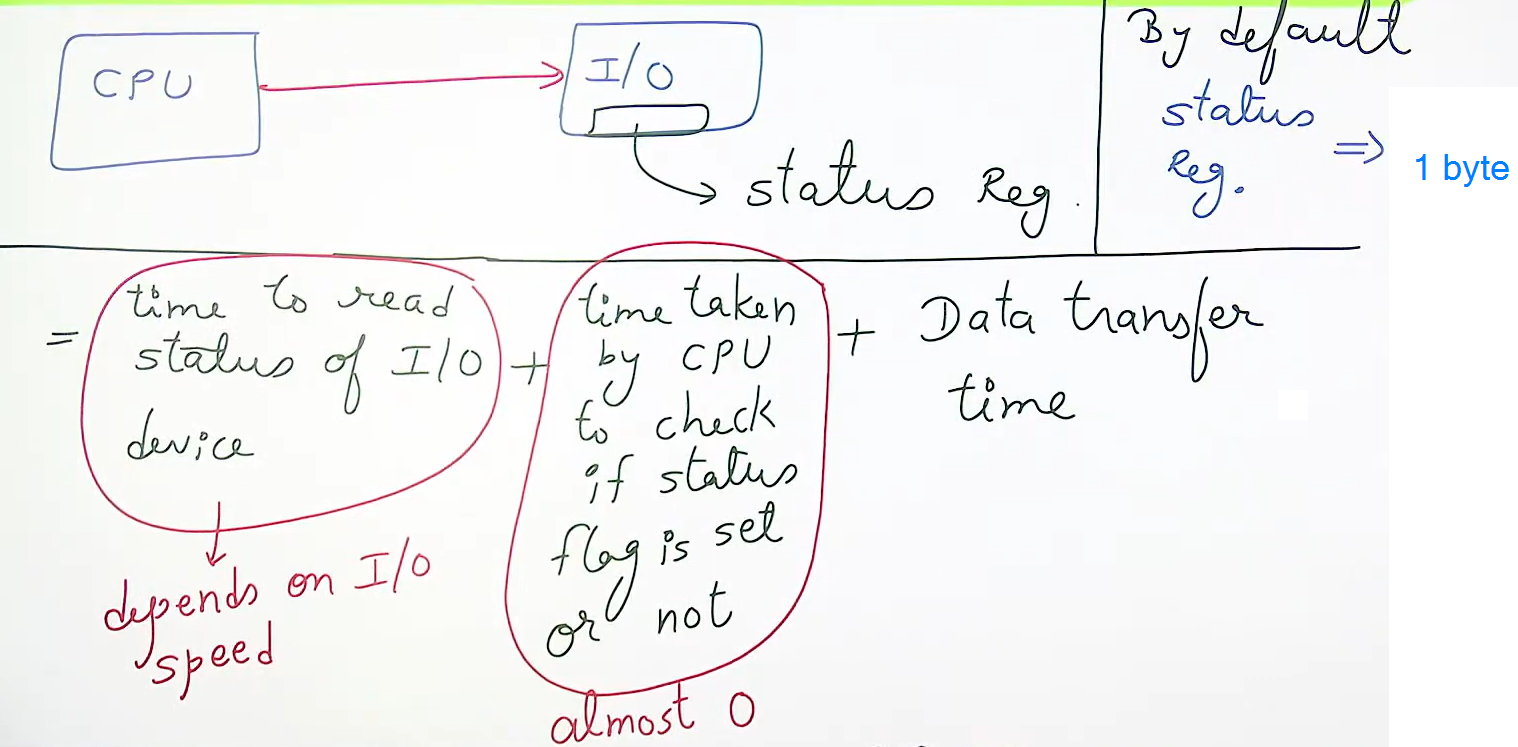 CPU
I/O
status Reg.
By default
status
Reg.
⇒ 1 byte
= time to read
status of I/O
device
+ time taken
by CPU
to check
if status
flag is set
or not
+ Data transfer
time
depends on I/O
speed
almost 0